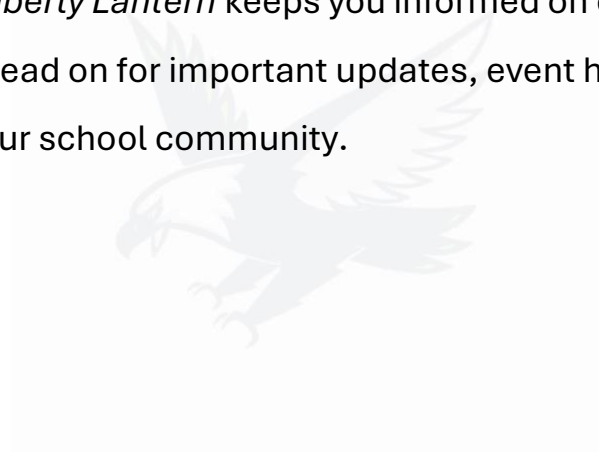 berty Lantern keeps you informed on
ead on for important updates, event h
ur school community.